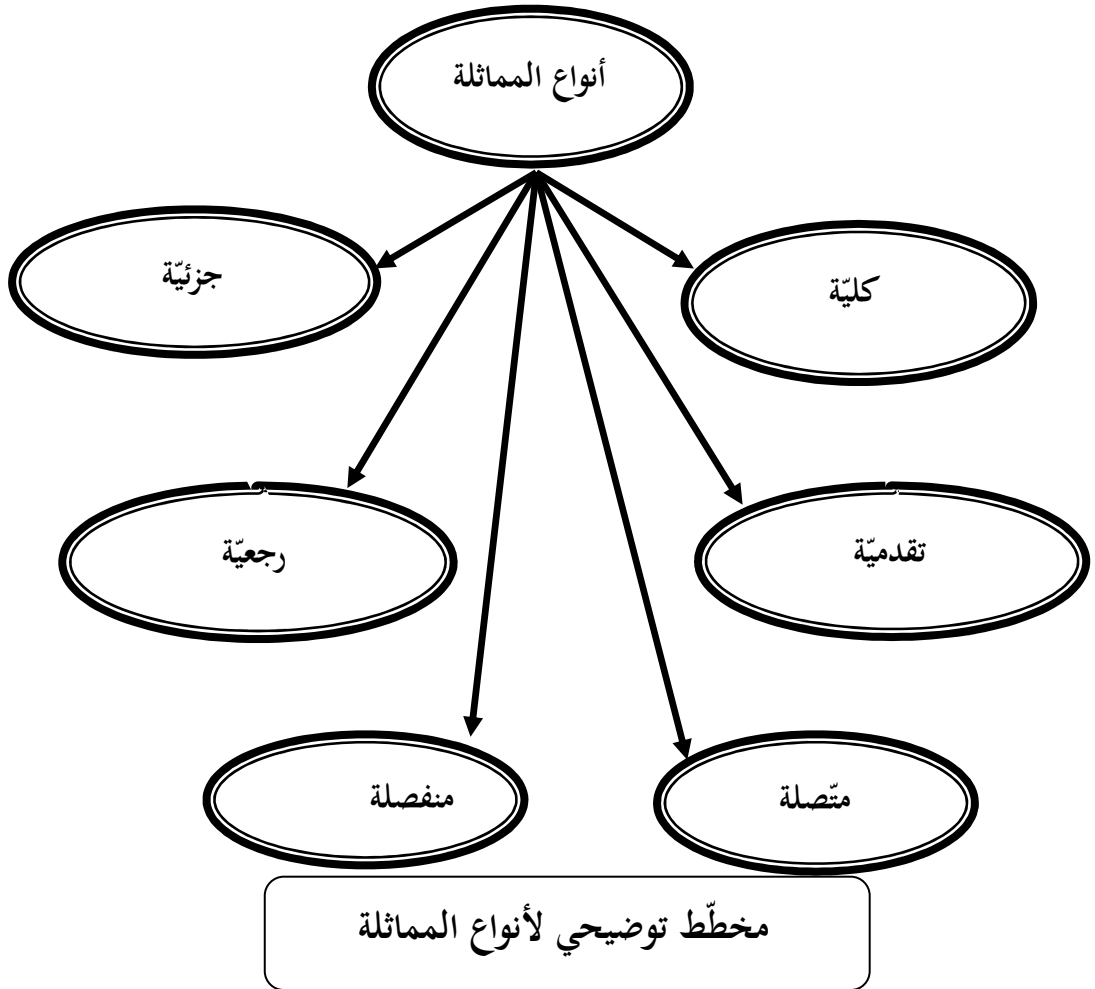 أنواع المماثلة
كليّة
جزئيّة
تقدميّة
رجعيّة
متّصلة
منفصلة
مخطّط توضيحي لأنواع المماثلة